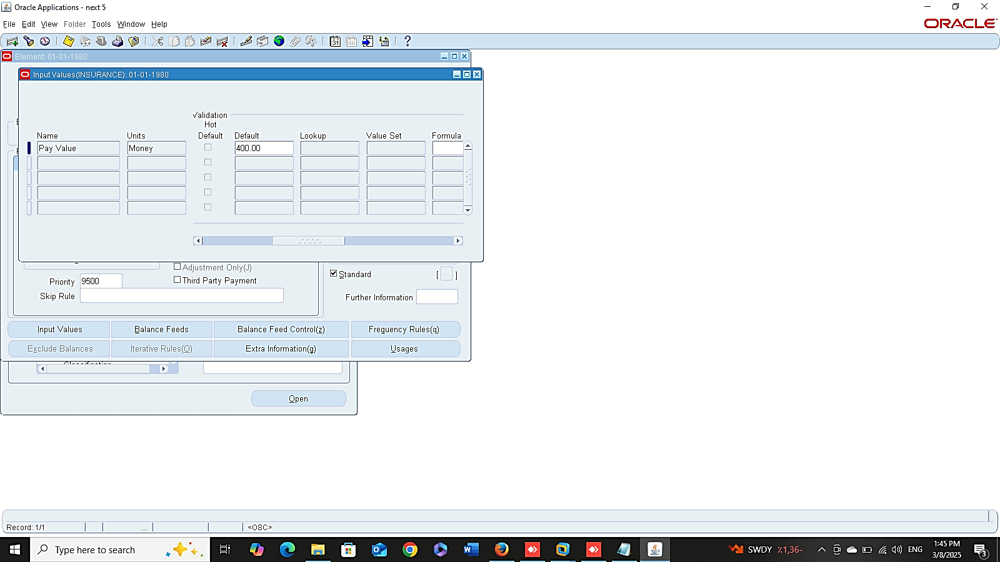 Oracle Applications - next 5
File Edit View Folder Tools Window Help
ORACLE
Element: 01-01-1980
Input Values(INSURANCE): 01-01-1980
Validation
Hot
Name Units Default Default Lookup Value Set Formula
Pay Value Money 400.00
Adjustment Only(J)
Standard [ ]
Priority 9500
Third Party Payment
Skip Rule
Further Information
Input Values Balance Feeds Balance Feed Control(z) Frequency Rules(q)
Exclude Balances Iterative Rules(O) Extra Information(g) Usages
Classification
Open
Record: 1/1 ... <OSC>
Type here to search
SWDY ٪1,36- ENG
1:45 PM
3/8/2025
3